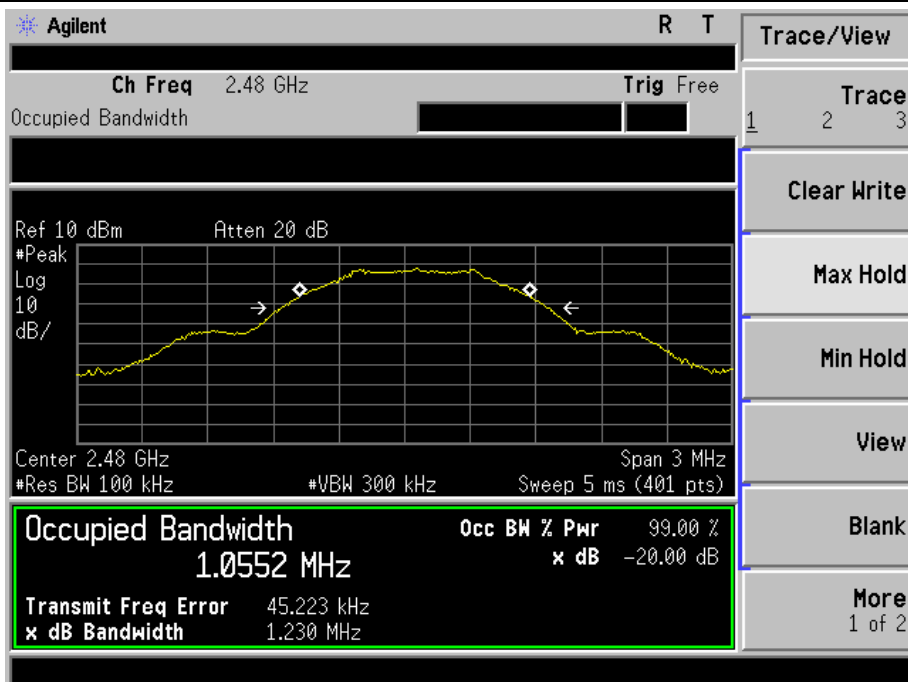 Agilent R T
Ch Freq 2.48 GHz Trig Free
Occupied Bandwidth
Ref 10 dBm Atten 20 dB
#Peak
Log
10
dB/
Center 2.48 GHz Span 3 MHz
#Res BW 100 kHz #VBW 300 kHz Sweep 5 ms (401 pts)
Occupied Bandwidth Occ BW % Pwr 99.00 %
1.0552 MHz x dB -20.00 dB
Transmit Freq Error 45.223 kHz
x dB Bandwidth 1.230 MHz
Trace/View
Trace
1 2 3
Clear Write
Max Hold
Min Hold
View
Blank
More
1 of 2